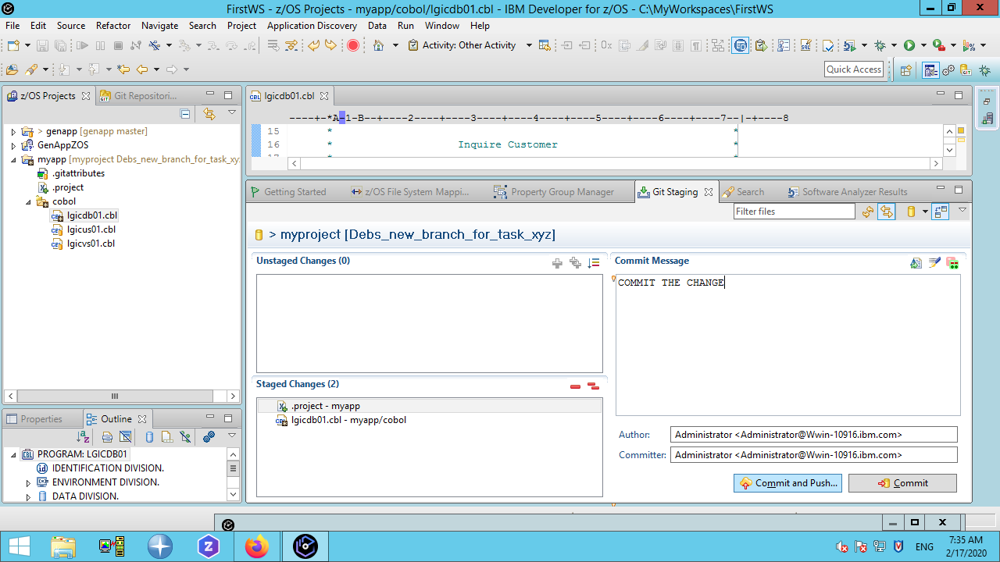 FirstWS - z/OS Projects - myapp/cobol/lgicdb01.cbl - IBM Developer for z/OS - C:\MyWorkspaces\FirstWS
File Edit Source Refactor Navigate Search Project Application Discovery Data Run Window Help
Activity: Other Activity
Quick Access
z/OS Projects
Git Repositori...
lgicdb01.cbl
----+-*A-1-B--+----2----+----3----+----4----+----5----+----6----+----7--|-+----8
> genapp [genapp master]
GenAppZOS
myapp [myproject Debs_new_branch_for_task_xy
.gitattributes
.project
cobol
lgicdb01.cbl
lgicus01.cbl
lgicvs01.cbl
15 * *
16 * Inquire Customer *
17 * *
Getting Started
z/OS File System Mappi...
Property Group Manager
Git Staging
Search
Software Analyzer Results
Filter files
> myproject [Debs_new_branch_for_task_xyz]
Unstaged Changes (0)
Commit Message
COMMIT THE CHANGE
Staged Changes (2)
.project - myapp
lgicdb01.cbl - myapp/cobol
Author: Administrator <Administrator@Wwin-10916.ibm.com>
Committer: Administrator <Administrator@Wwin-10916.ibm.com>
Commit and Push...
Commit
Properties
Outline
PROGRAM: LGICDB01
IDENTIFICATION DIVISION.
ENVIRONMENT DIVISION.
DATA DIVISION.
ENG
7:35 AM
2/17/2020